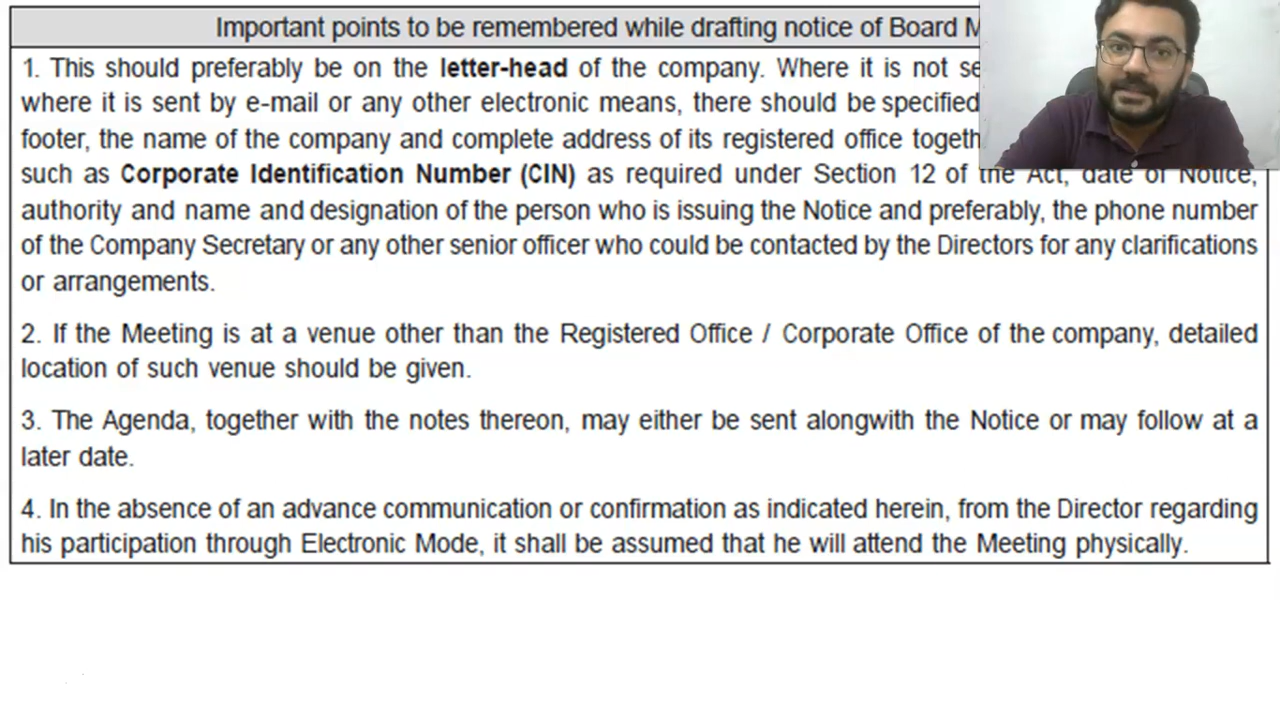 Important points to be remembered while drafting notice of Board
1. This should preferably be on the letter-head of the company. Where it is not
where it is sent by e-mail or any other electronic means, there should be specified
footer, the name of the company and complete address of its registered office
such as Corporate Identification Number (CIN) as required under Section 12 of the Act, date of Notice,
authority and name and designation of the person who is issuing the Notice and preferably, the phone number
of the Company Secretary or any other senior officer who could be contacted by the Directors for any clarifications
or arrangements.
2. If the Meeting is at a venue other than the Registered Office / Corporate Office of the company, detailed
location of such venue should be given.
3. The Agenda, together with the notes thereon, may either be sent alongwith the Notice or may follow at a
later date.
4. In the absence of an advance communication or confirmation as indicated herein, from the Director regarding
his participation through Electronic Mode, it shall be assumed that he will attend the Meeting physically.